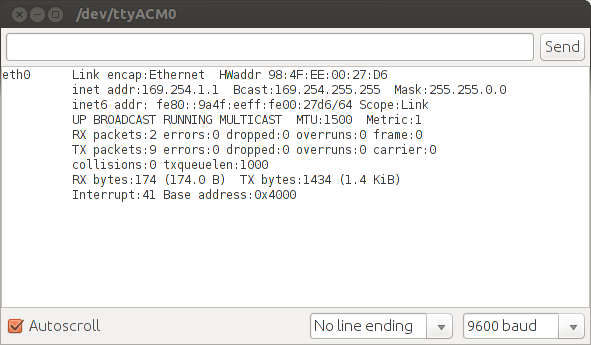 /dev/ttyACM0
Send
eth0 Link encap:Ethernet HWaddr 98:4F:EE:00:27:D6
inet addr:169.254.1.1 Bcast:169.254.255.255 Mask:255.255.0.0
inet6 addr: fe80::9a4f:eeff:fe00:27d6/64 Scope:Link
UP BROADCAST RUNNING MULTICAST MTU:1500 Metric:1
RX packets:2 errors:0 dropped:0 overruns:0 frame:0
TX packets:9 errors:0 dropped:0 overruns:0 carrier:0
collisions:0 txqueuelen:1000
RX bytes:174 (174.0 B) TX bytes:1434 (1.4 KiB)
Interrupt:41 Base address:0x4000
Autoscroll
No line ending
9600 baud